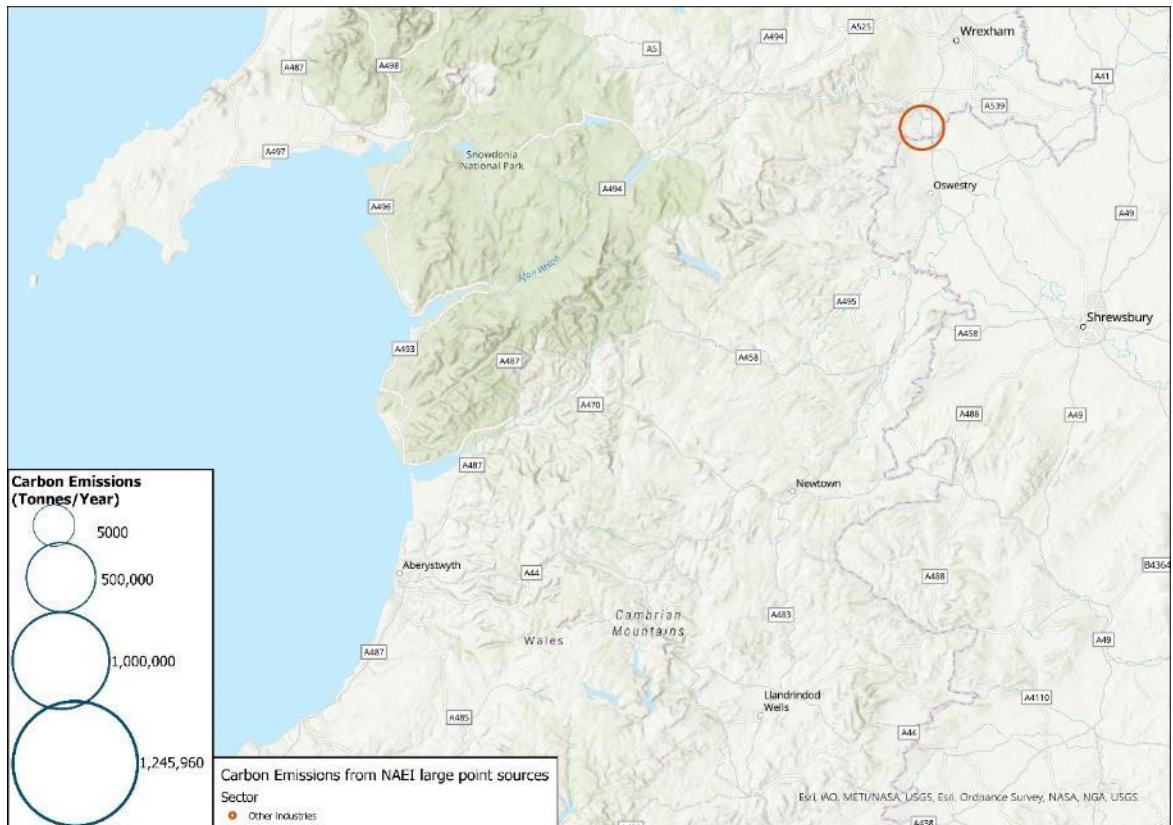 A525
Wrexham
A494
A5
A487
A498
A41
A539
A497
Snowdonia
National Park
A494
Oswestry
A496
A49
Afon Wnion
A495
Shrewsbury
A458
A493
A487
A458
A470
A488
A49
A487
Newtown
Carbon Emissions
(Tonnes/Year)
5000
500,000
1,000,000
1,245,960
Aberystwyth
A44
A488
B4364
Cambrian
Mountains
A483
Wales
A487
A49
Llandrindod
Wells
A4110
A485
A44
Carbon Emissions from NAEI large point sources
Sector
Other Industries
Esri, IAO, METI/NASA, USGS, Esri, Ordnance Survey, NASA, NGA, USGS
A438